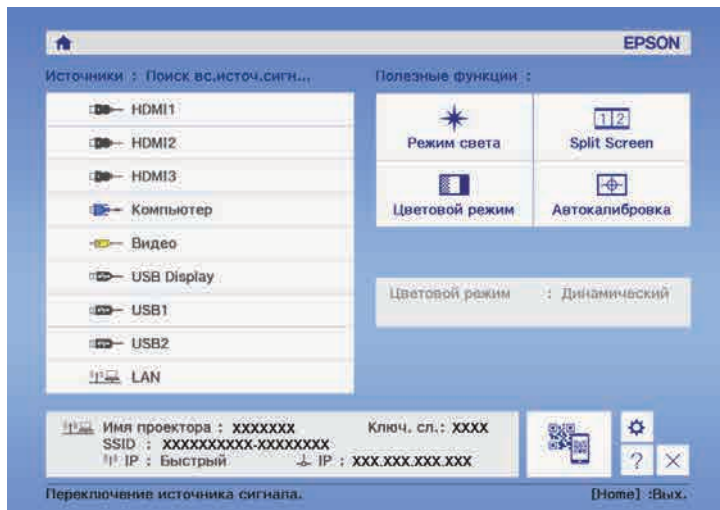 EPSON
Источники : Поиск вс.источ.сигн...
HDMI1
HDMI2
HDMI3
Компьютер
Видео
USB Display
USB1
USB2
LAN
Полезные функции :
Режим света
1 2
Split Screen
Цветовой режим
Автокалибровка
Цветовой режим : Динамический
Имя проектора : XXXXXXX Ключ. сл.: XXXX
SSID : XXXXXXXXXX-XXXXXXXX
IP : Быстрый IP : XXX.XXX.XXX.XXX
?
Переключение источника сигнала. [Home] :Вых.